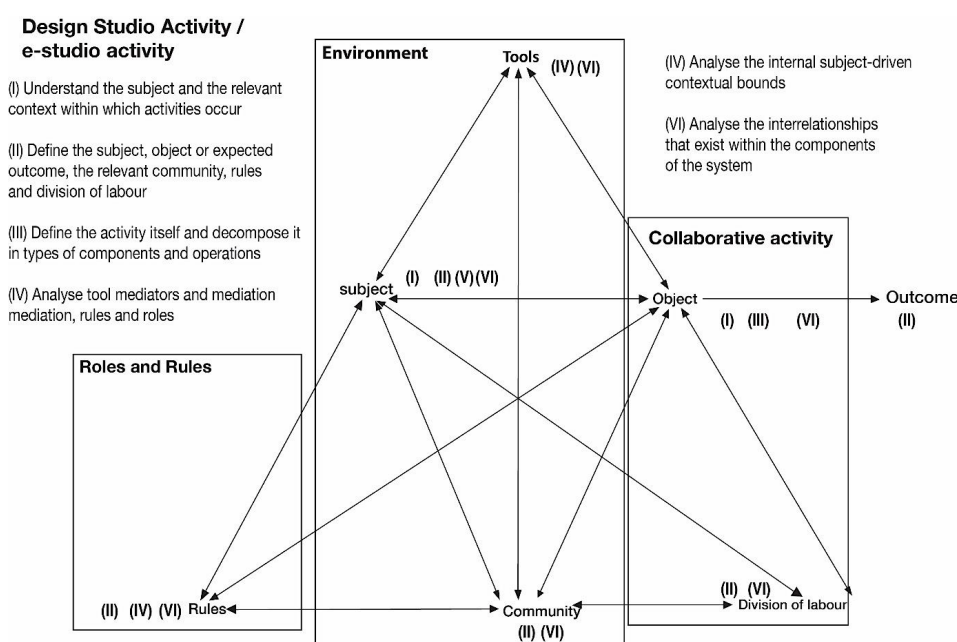 Design Studio Activity /
e-studio activity
(I) Understand the subject and the relevant
context within which activities occur
(II) Define the subject, object or expected
outcome, the relevant community, rules
and division of labour
(III) Define the activity itself and decompose it
in types of components and operations
(IV) Analyse tool mediators and mediation
mediation, rules and roles
Environment
Tools (IV) (VI)
(IV) Analyse the internal subject-driven
contextual bounds
(VI) Analyse the interrelationships
that exist within the components
of the system
Collaborative activity
subject (I) (II) (V) (VI)
Object
Outcome
(I) (III) (VI)
(II)
Roles and Rules
(II) (IV) (VI) Rules
Community
(II) (VI)
(II) (VI)
Division of labour